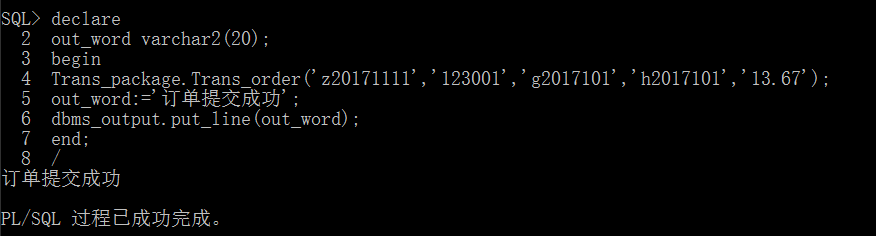 SQL> declare
2 out_word varchar2(20);
3 begin
4 Trans_package.Trans_order('z20171111','123001','g2017101','h2017101','13.67');
5 out_word:='订单提交成功';
6 dbms_output.put_line(out_word);
7 end;
8 /
订单提交成功
PL/SQL 过程已成功完成。